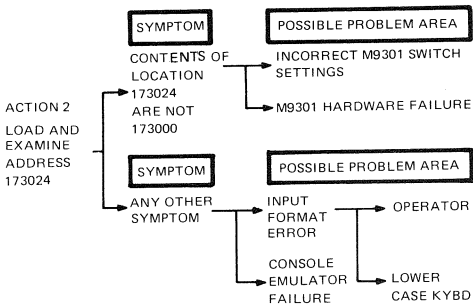 SYMPTOM
POSSIBLE PROBLEM AREA
CONTENTS OF
LOCATION
173024
ARE NOT
173000
INCORRECT M9301 SWITCH
SETTINGS
M9301 HARDWARE FAILURE
ACTION 2
LOAD AND
EXAMINE
ADDRESS
173024
SYMPTOM
POSSIBLE PROBLEM AREA
ANY OTHER
SYMPTOM
INPUT
FORMAT
ERROR
OPERATOR
CONSOLE
EMULATOR
FAILURE
LOWER
CASE KYBD